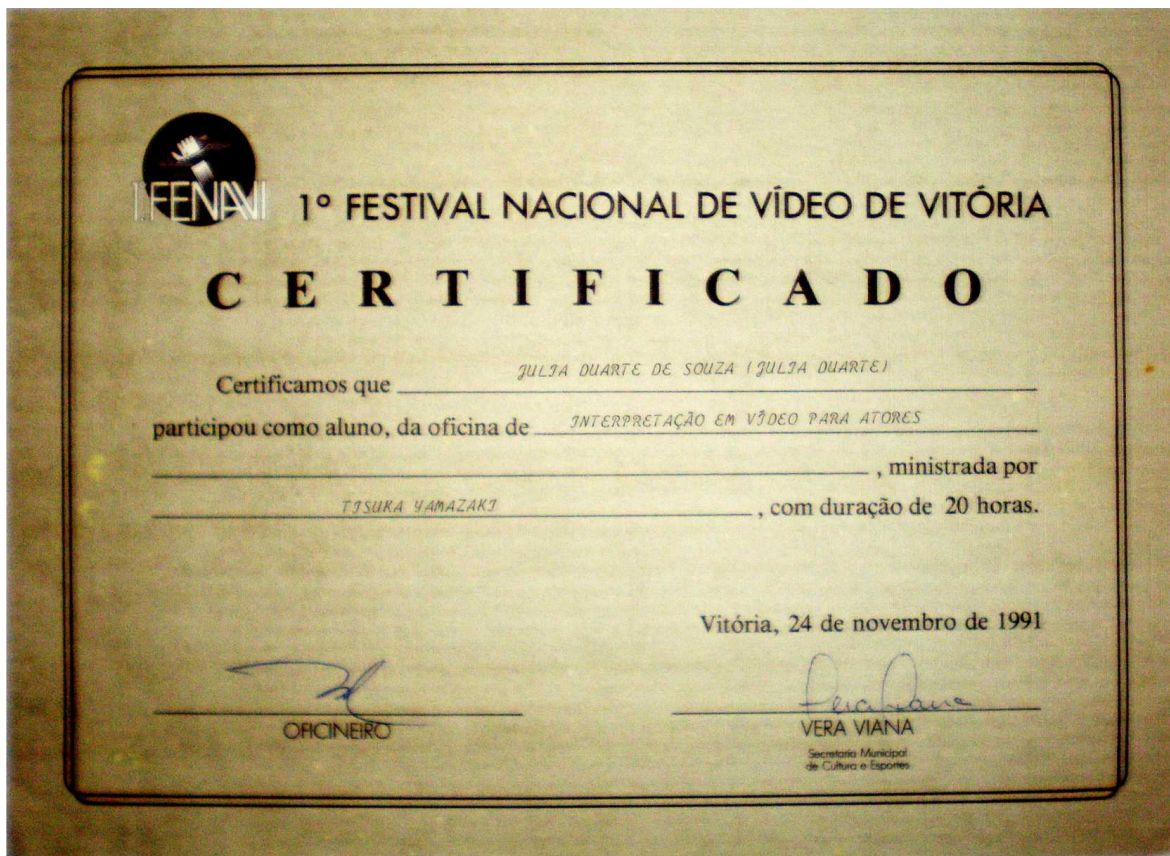 I FENAVI
1º FESTIVAL NACIONAL DE VÍDEO DE VITÓRIA
CERTIFICADO
Certificamos que JULIA DUARTE DE SOUZA (JULIA DUARTE)
participou como aluno, da oficina de INTERPRETAÇÃO EM VÍDEO PARA ATORES
, ministrada por
TISUKA YAMAZAKI, com duração de 20 horas.
Vitória, 24 de novembro de 1991
Vera Viana
OFICINEIRO
VERA VIANA
Secretaria Municipal
de Cultura e Esportes